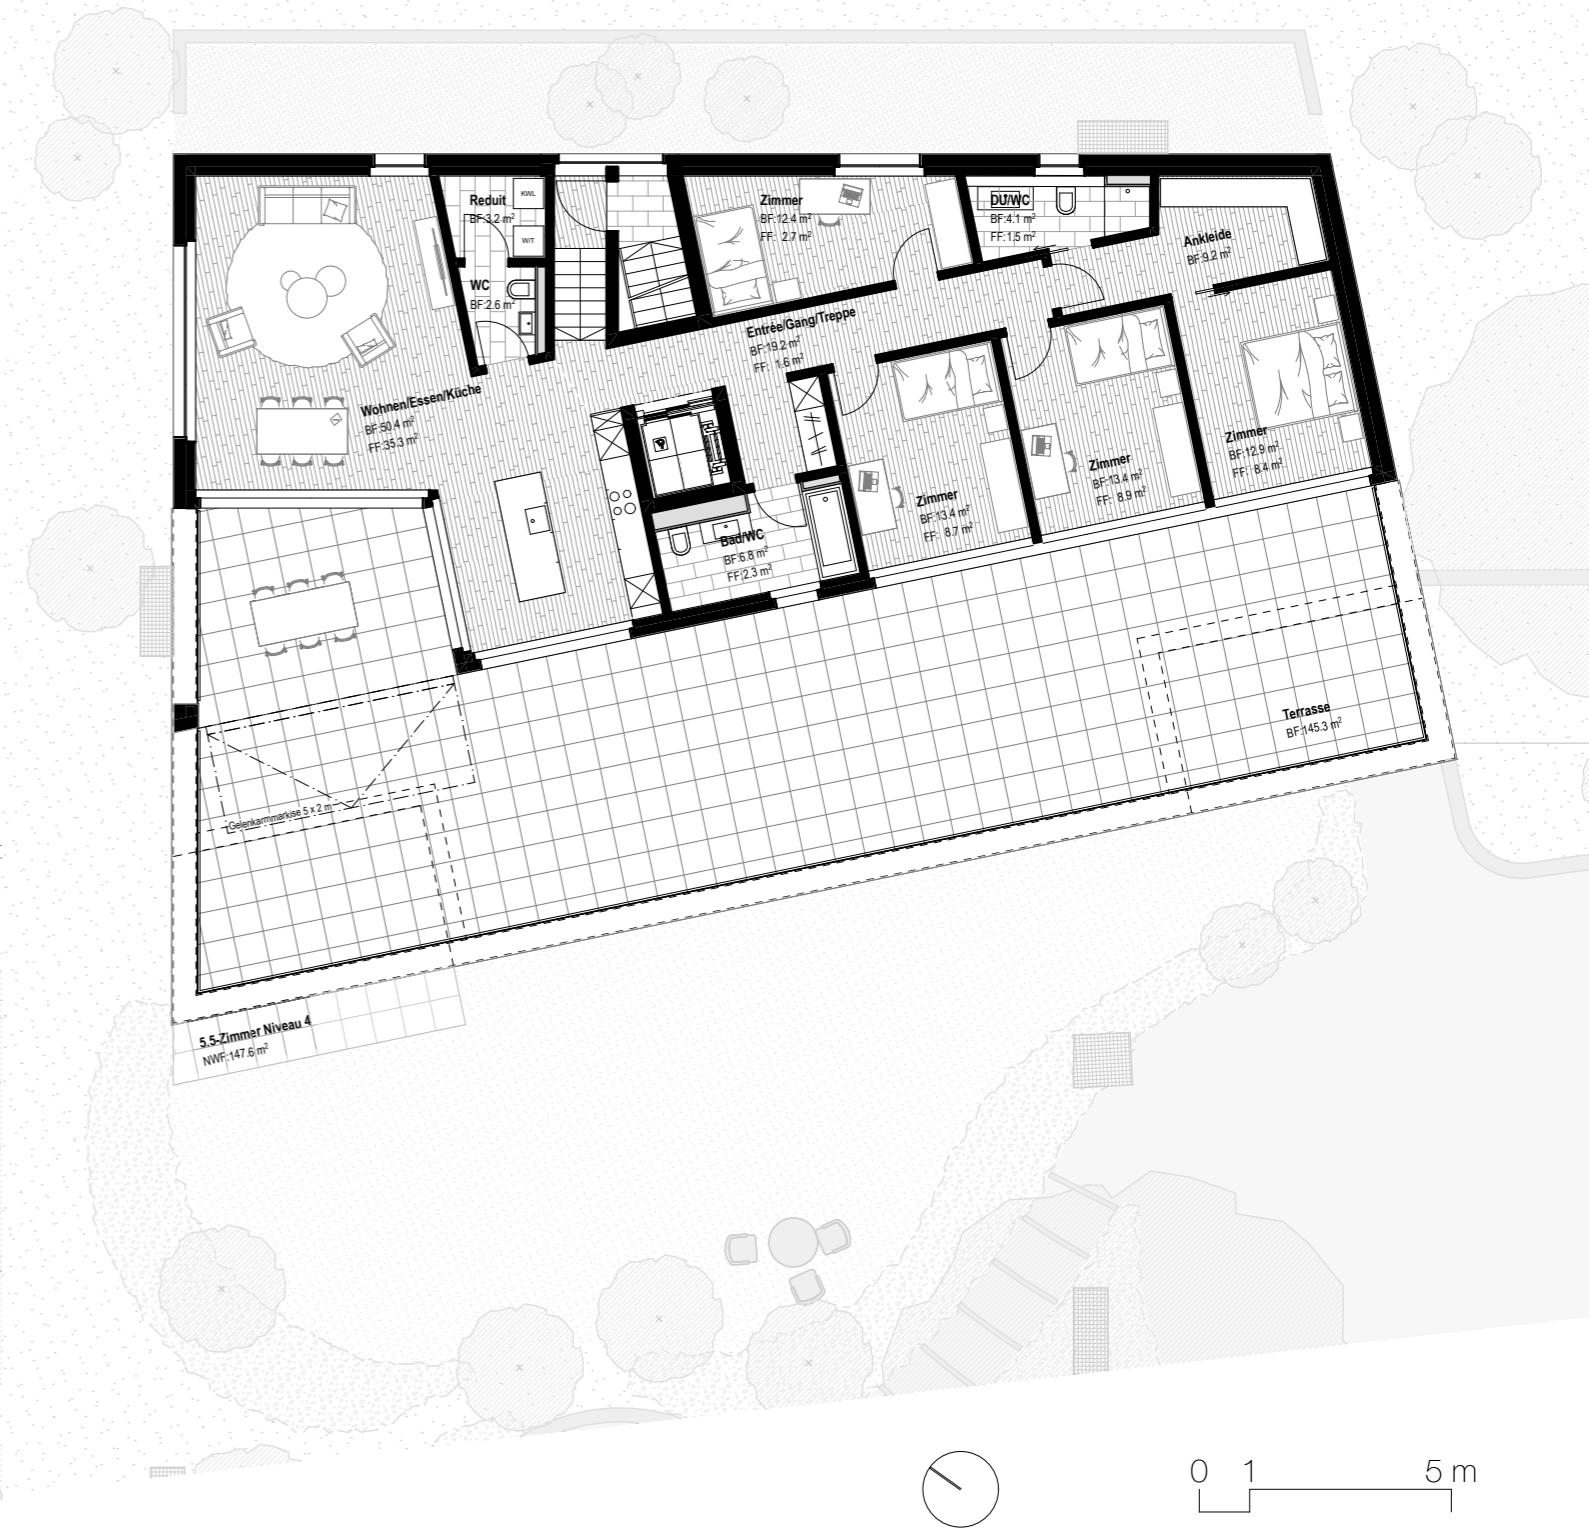 Reduit
BF:3.2 m²
KWL
W/T
WC
BF:2.6 m²
Zimmer
BF:12.4 m²
FF: 2.7 m²
DU/WC
BF:4.1 m²
FF:1.5 m²
Ankleide
BF:9.2 m²
Entrée/Gang/Treppe
BF:19.2 m²
FF: 1.6 m²
Wohnen/Essen/Küche
BF:50.4 m²
FF:35.3 m²
Zimmer
BF:12.9 m²
FF: 8.4 m²
Zimmer
BF:13.4 m²
FF: 8.9 m²
Zimmer
BF:13.4 m²
FF: 8.7 m²
Bad/WC
BF:6.8 m²
FF:2.3 m²
Terrasse
BF:145.3 m²
Gelenkarmmarkise 5 x 2 m
5.5-Zimmer Niveau 4
NWF:147.6 m²
0 1 5 m